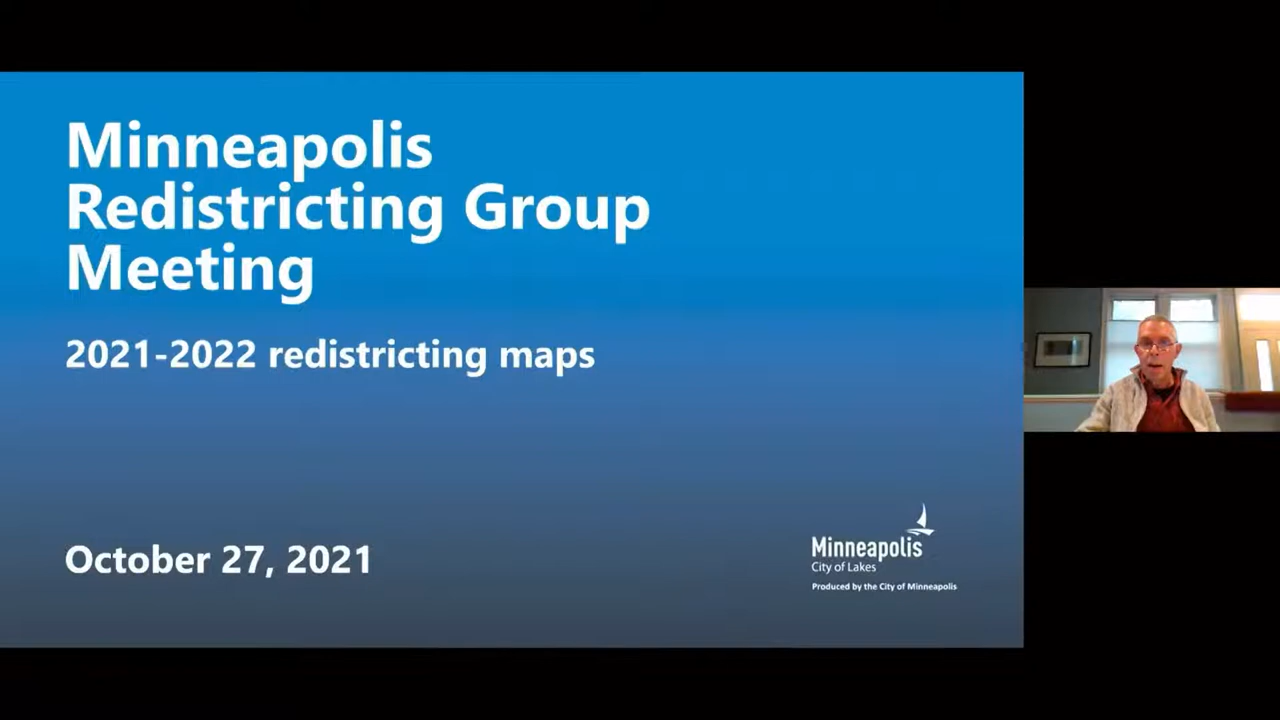 Minneapolis
Redistricting Group
Meeting
2021-2022 redistricting maps
October 27, 2021
Minneapolis
City of Lakes
Produced by the City of Minneapolis